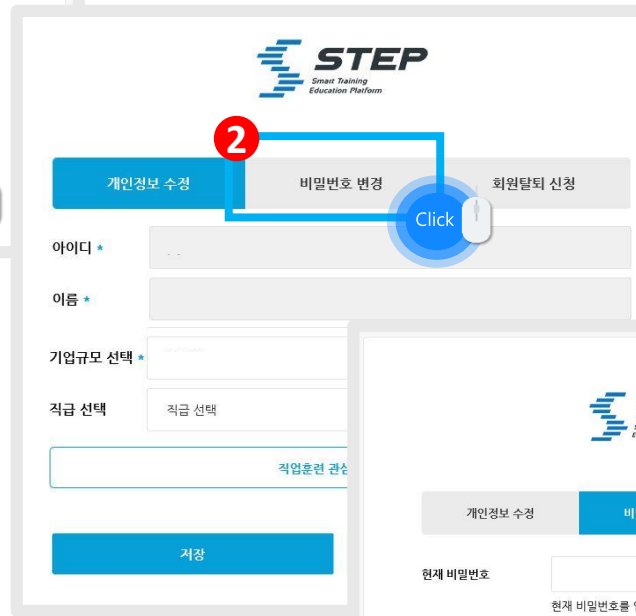 STEP
Smart Training
Education Platform
2
개인정보 수정
비밀번호 변경
회원탈퇴 신청
Click
아이디 *
이름 *
기업규모 선택 *
직급 선택
직급 선택
직업훈련 관심
저장
개인정보 수정
현재 비밀번호
현재 비밀번호를